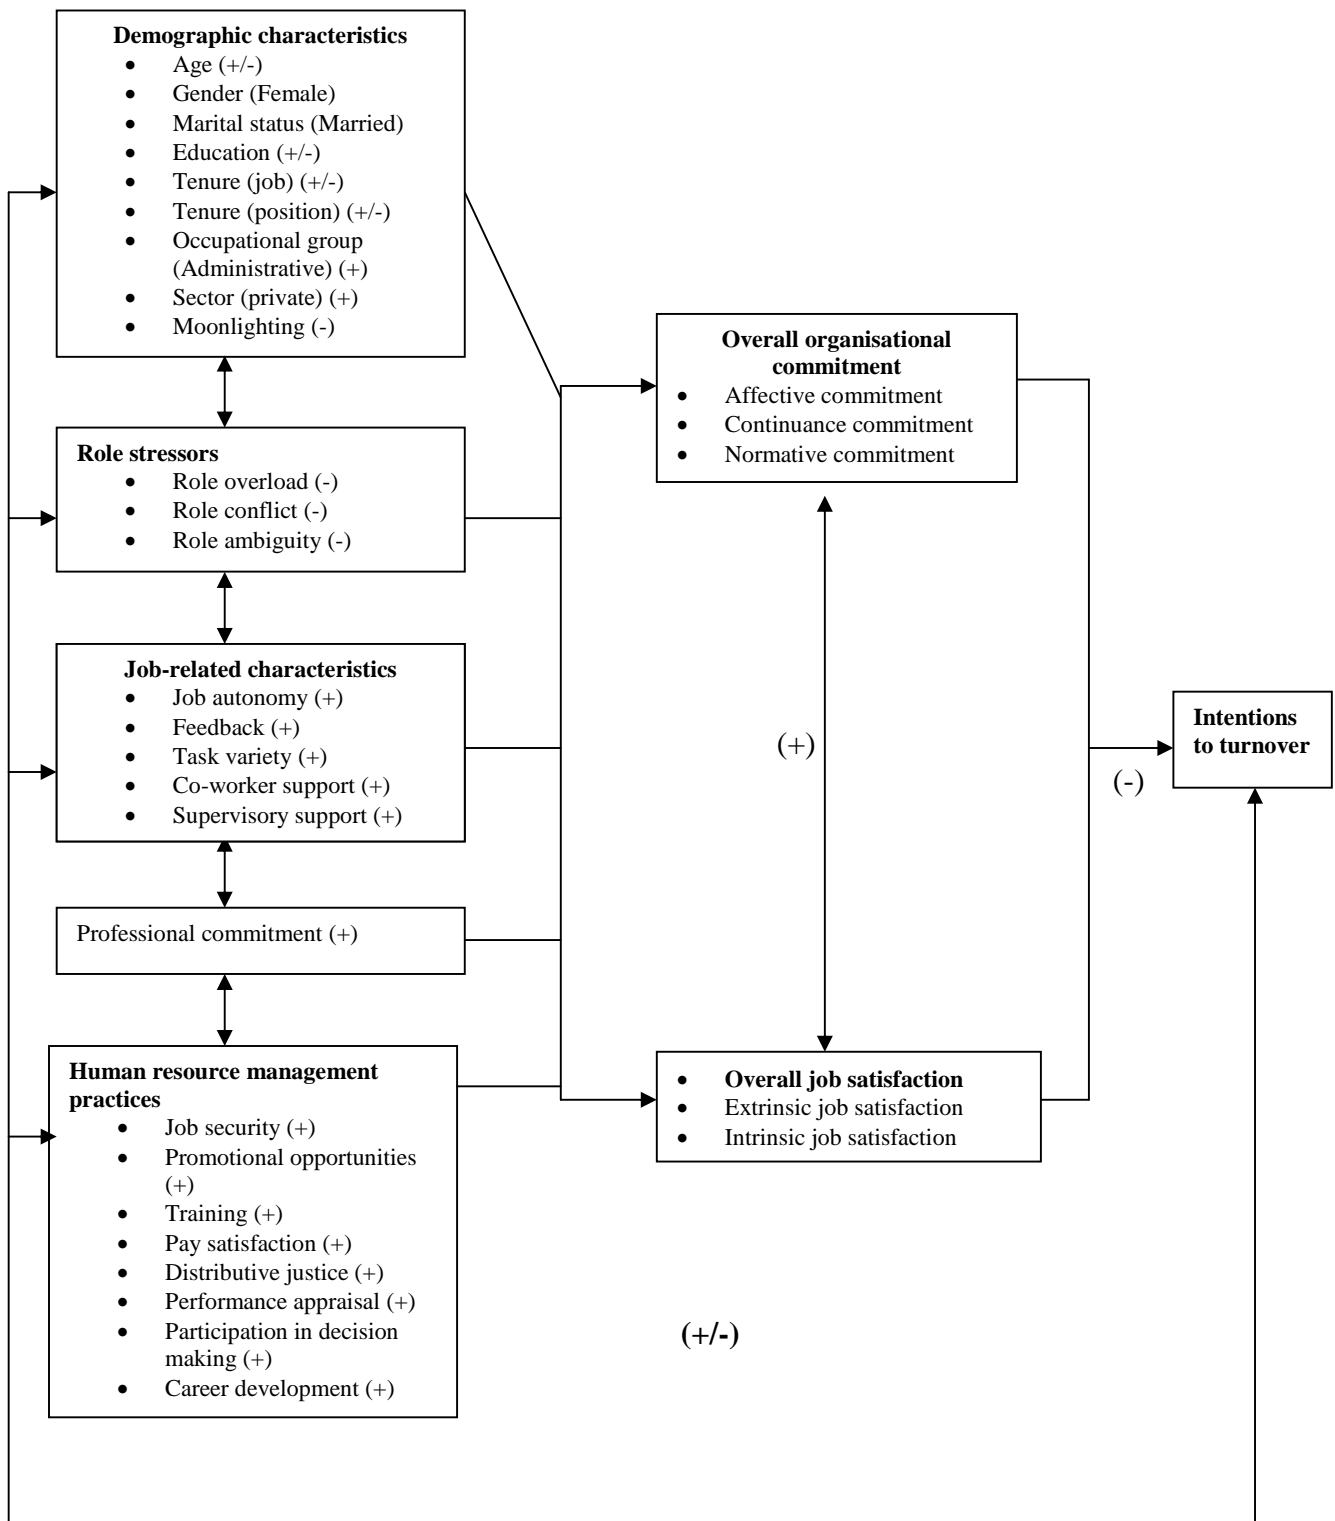 Demographic characteristics
• Age (+/-)
• Gender (Female)
• Marital status (Married)
• Education (+/-)
• Tenure (job) (+/-)
• Tenure (position) (+/-)
• Occupational group
(Administrative) (+)
• Sector (private) (+)
• Moonlighting (-)
Role stressors
• Role overload (-)
• Role conflict (-)
• Role ambiguity (-)
Job-related characteristics
• Job autonomy (+)
• Feedback (+)
• Task variety (+)
• Co-worker support (+)
• Supervisory support (+)
Professional commitment (+)
Human resource management
practices
• Job security (+)
• Promotional opportunities
(+)
• Training (+)
• Pay satisfaction (+)
• Distributive justice (+)
• Performance appraisal (+)
• Participation in decision
making (+)
• Career development (+)
Overall organisational
commitment
• Affective commitment
• Continuance commitment
• Normative commitment
(+)
• Overall job satisfaction
• Extrinsic job satisfaction
• Intrinsic job satisfaction
(+/-)
(-)
Intentions
to turnover